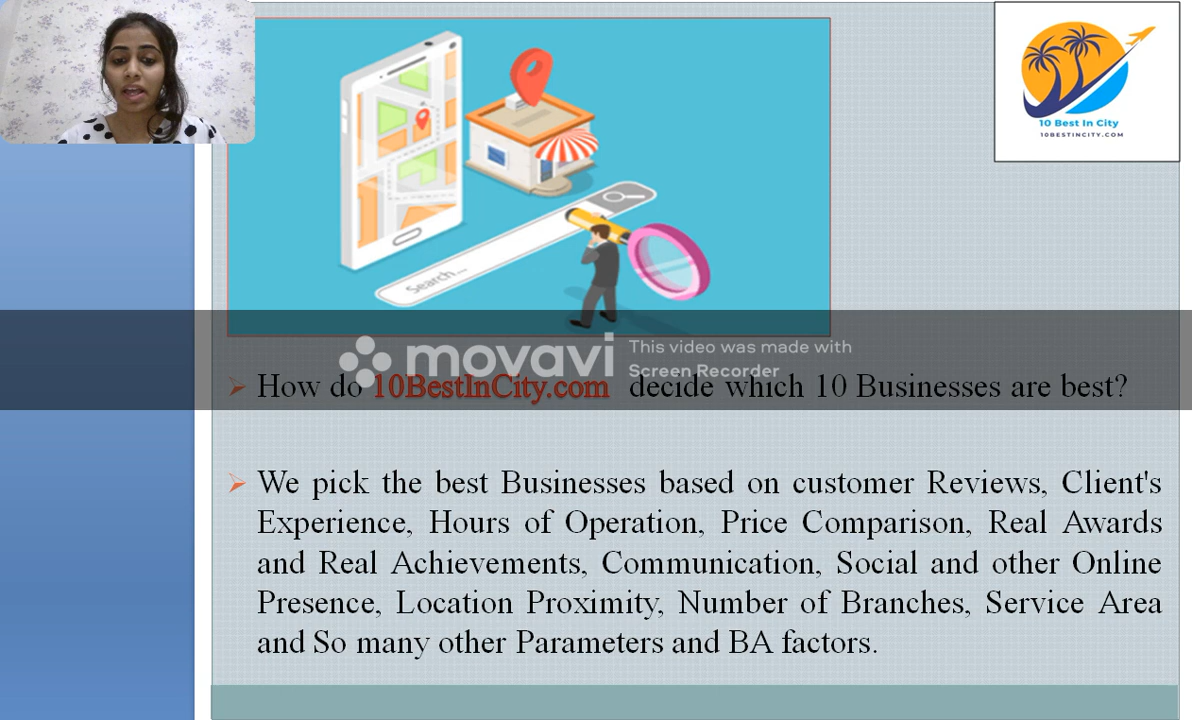 10 Best In City
10BESTINCITY.COM
Search...
movavi
This video was made with
Screen Recorder
How do 10BestInCity.com decide which 10 Businesses are best?
We pick the best Businesses based on customer Reviews, Client's
Experience, Hours of Operation, Price Comparison, Real Awards
and Real Achievements, Communication, Social and other Online
Presence, Location Proximity, Number of Branches, Service Area
and So many other Parameters and BA factors.